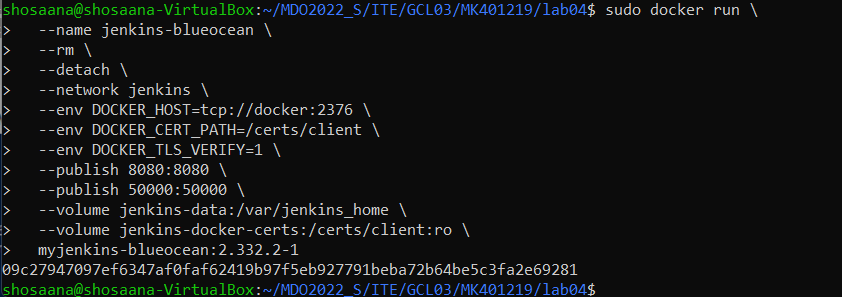 shosaana@shosaana-VirtualBox:~/MDO2022_S/ITE/GCL03/MK401219/lab04$ sudo docker run \
>   --name jenkins-blueocean \
>   --rm \
>   --detach \
>   --network jenkins \
>   --env DOCKER_HOST=tcp://docker:2376 \
>   --env DOCKER_CERT_PATH=/certs/client \
>   --env DOCKER_TLS_VERIFY=1 \
>   --publish 8080:8080 \
>   --publish 50000:50000 \
>   --volume jenkins-data:/var/jenkins_home \
>   --volume jenkins-docker-certs:/certs/client:ro \
>   myjenkins-blueocean:2.332.2-1
09c27947097ef6347af0faf62419b97f5eb927791beba72b64be5c3fa2e69281
shosaana@shosaana-VirtualBox:~/MDO2022_S/ITE/GCL03/MK401219/lab04$